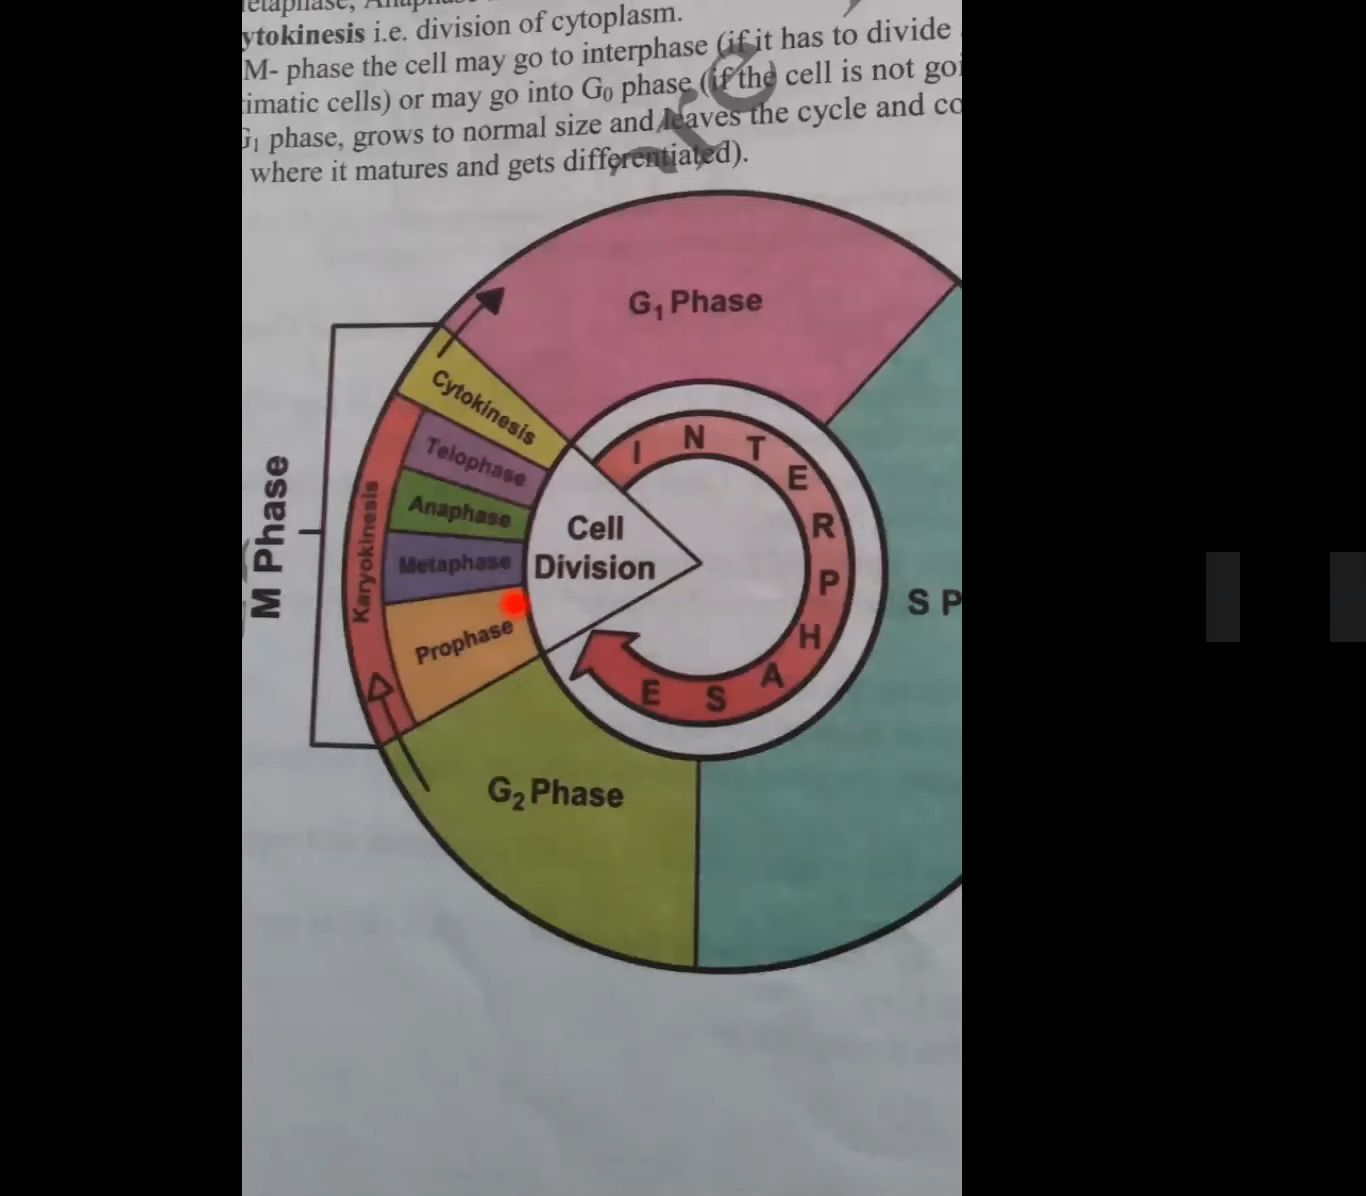 etaphase,
ytokinesis i.e. division of cytoplasm.
M- phase the cell may go to interphase (if it has to divide
imatic cells) or may go into G₀ phase (if the cell is not goi
G₁ phase, grows to normal size and leaves the cycle and co
where it matures and gets differentiated).
G₁ Phase
Cytokinesis
Telophase
Anaphase
Metaphase
Prophase
Karyokinesis
M Phase
Cell
Division
INTERPHASE
S P
G₂ Phase